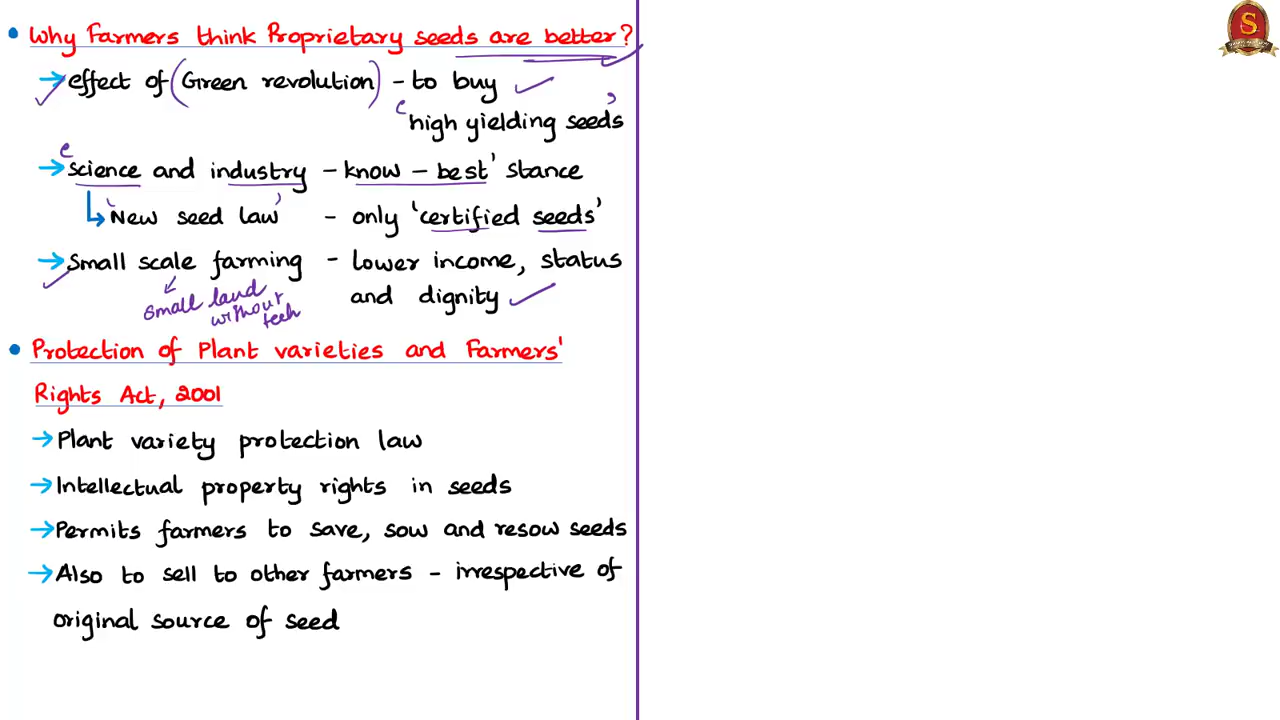 Why Farmers think Proprietary seeds are better?
effect of (Green revolution) - to buy
'high yielding seeds'
'science and industry - know - best' stance
'New seed law' - only 'certified seeds'
Small scale farming - lower income, status
and dignity
small land
without
tech
Protection of Plant varieties and Farmers'
Rights Act, 2001
Plant variety protection law
Intellectual property rights in seeds
Permits farmers to save, sow and resow seeds
Also to sell to other farmers - irrespective of
original source of seed
S